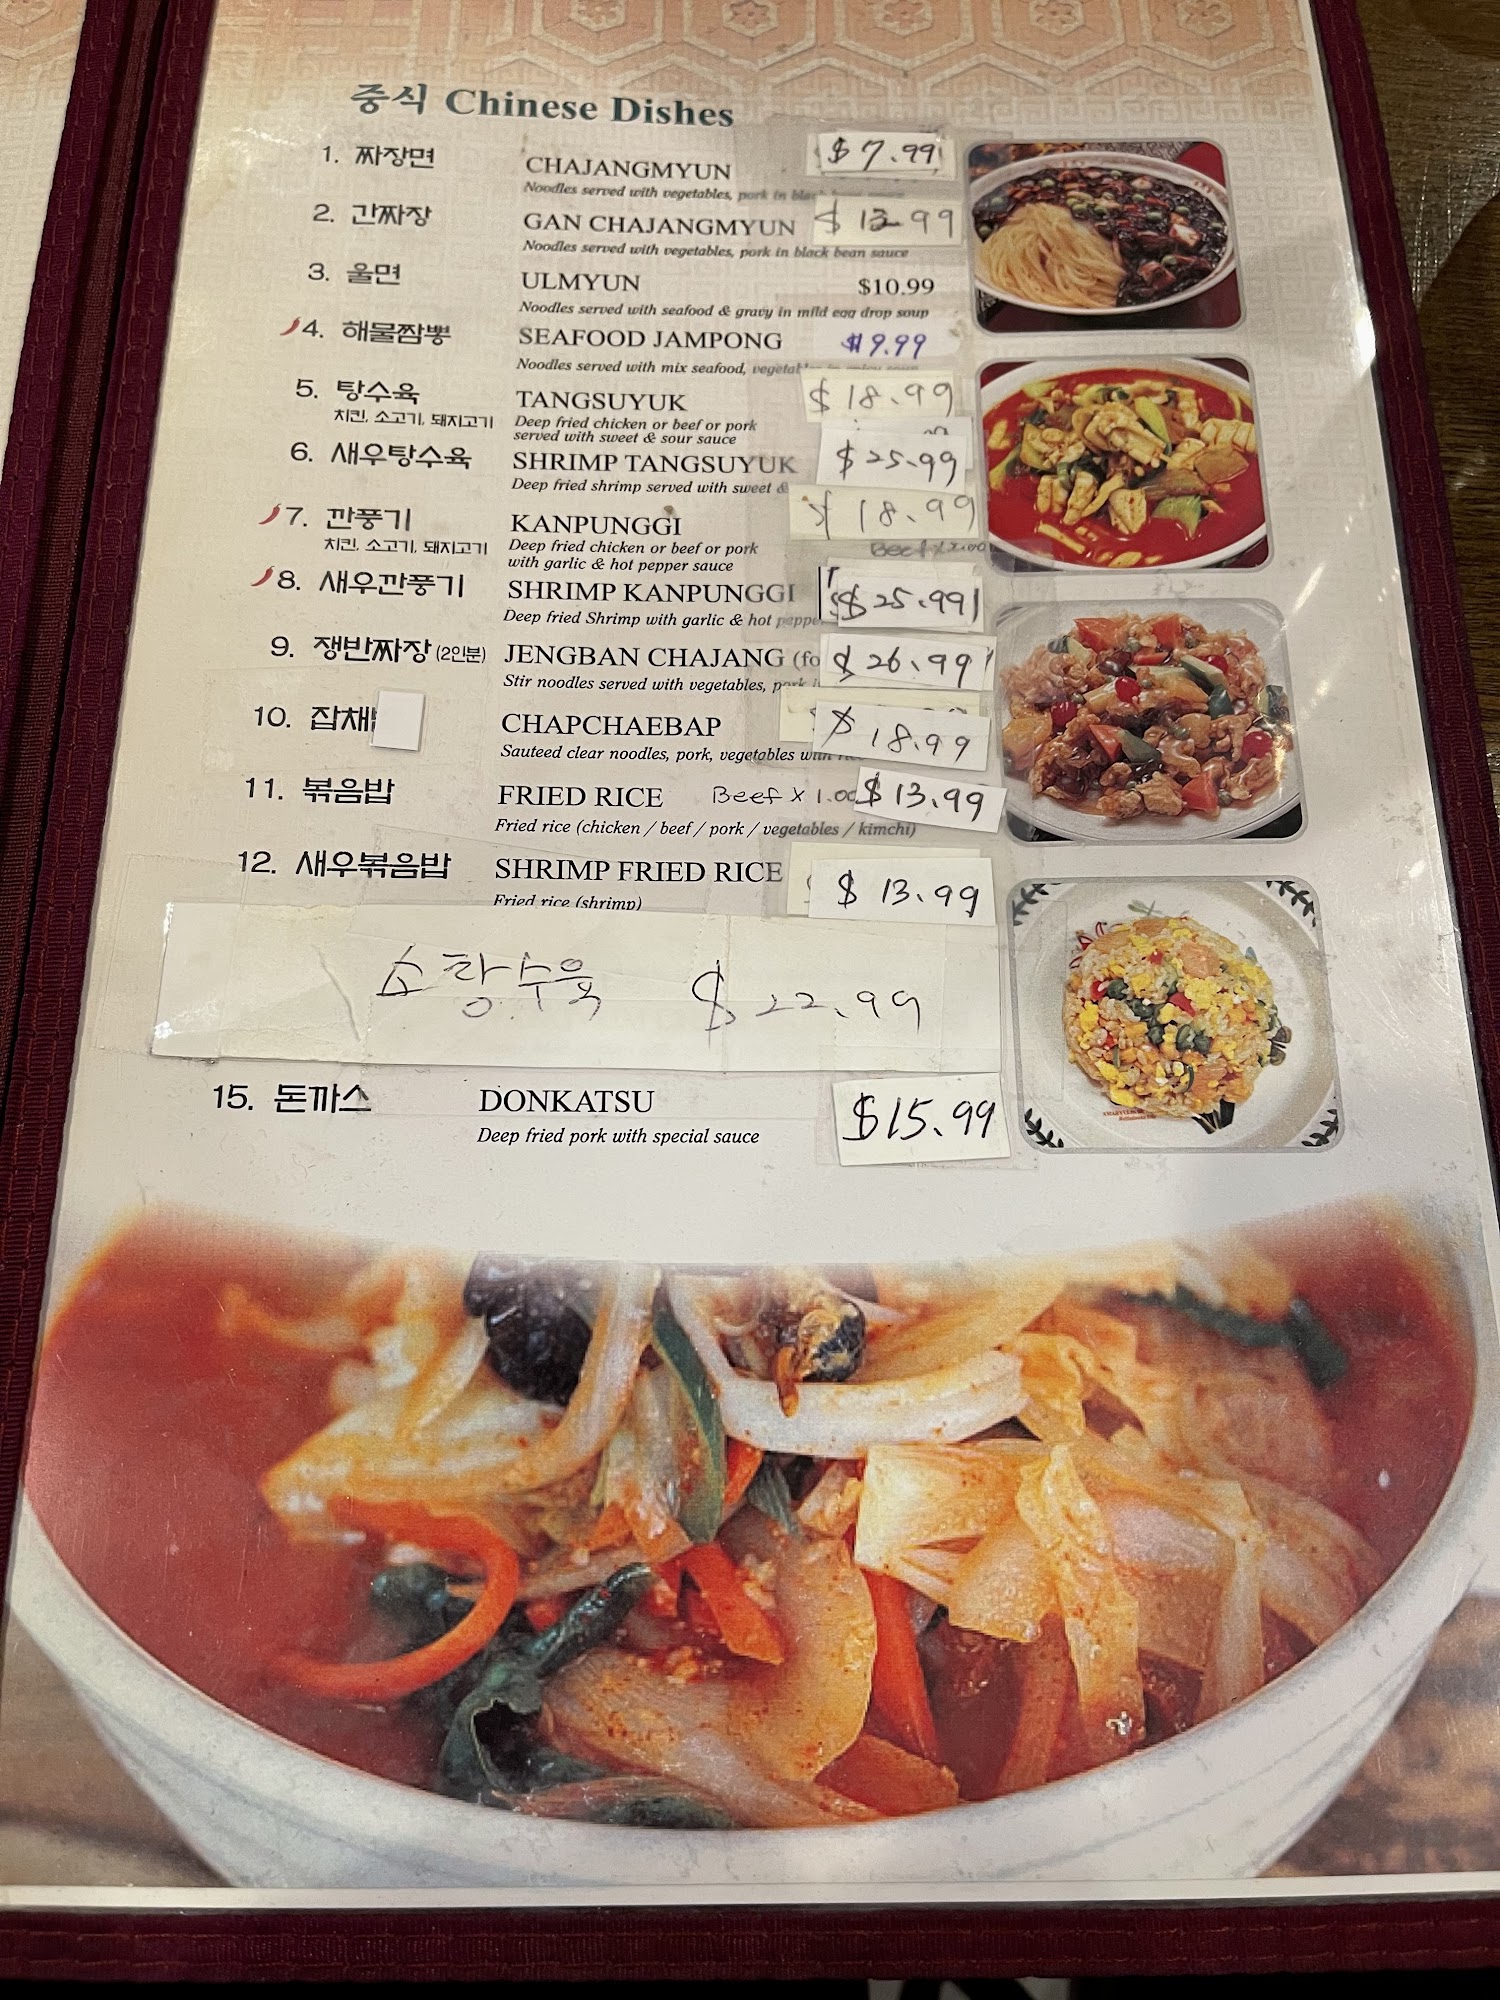 중식 Chinese Dishes
1. 짜장면 CHAJANGMYUN $7.99
Noodles served with vegetables, pork in
2. 간짜장 GAN CHAJANGMYUN $ 99
Noodles served with vegetables, pork in black bean sauce
3. 울면 ULMYUN $10.99
Noodles served with seafood & gravy in mild egg drop soup
4. 해물짬뽕 SEAFOOD JAMPONG $9.99
Noodles served with mix seafood,
5. 탕수육 TANGSUYUK $18.99
치킨, 소고기, 돼지고기 Deep fried chicken or beef or pork
served with sweet & sour sauce
6. 새우탕수육 SHRIMP TANGSUYUK $25.99
Deep fried shrimp served with sweet &
7. 깐풍기 KANPUNGGI $18.99
치킨, 소고기, 돼지고기 Deep fried chicken or beef or pork Beef x 2.00
with garlic & hot pepper sauce
8. 새우깐풍기 SHRIMP KANPUNGGI $25.99
Deep fried Shrimp with garlic & hot
9. 쟁반짜장 (2인분) JENGBAN CHAJANG $26.99
Stir noodles served with vegetables,
10. 잡채 CHAPCHAEBAP $18.99
Sauteed clear noodles, pork, vegetables
11. 볶음밥 FRIED RICE Beef x 1.00 $13.99
Fried rice (chicken / beef / pork / vegetables / kimchi)
12. 새우볶음밥 SHRIMP FRIED RICE $13.99
Fried rice (shrimp)
소탕수육 $22.99
15. 돈까스 DONKATSU $15.99
Deep fried pork with special sauce